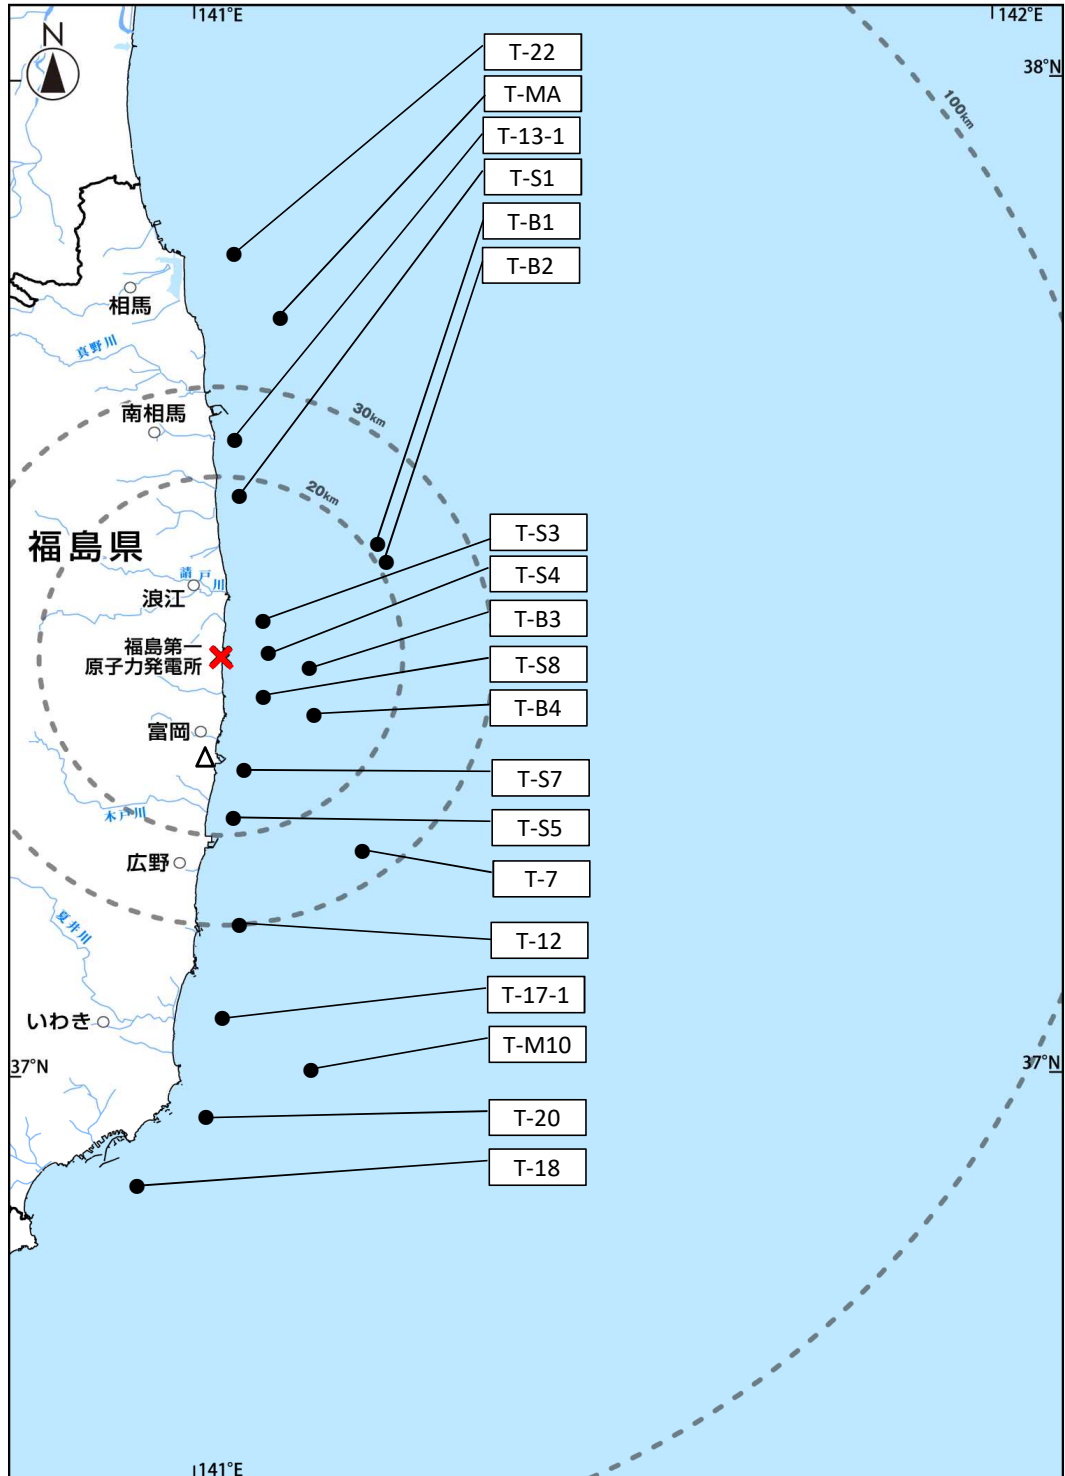 141°E
142°E
N
38°N
T-22
T-MA
100km
T-13-1
T-S1
T-B1
T-B2
相馬
真野川
30km
南相馬
20km
T-S3
福島県
請戸川
T-S4
浪江
T-B3
福島第一
原子力発電所
T-S8
T-B4
富岡
T-S7
木戸川
T-S5
広野
T-7
夏井川
T-12
T-17-1
いわき
T-M10
37°N
37°N
T-20
T-18
141°E